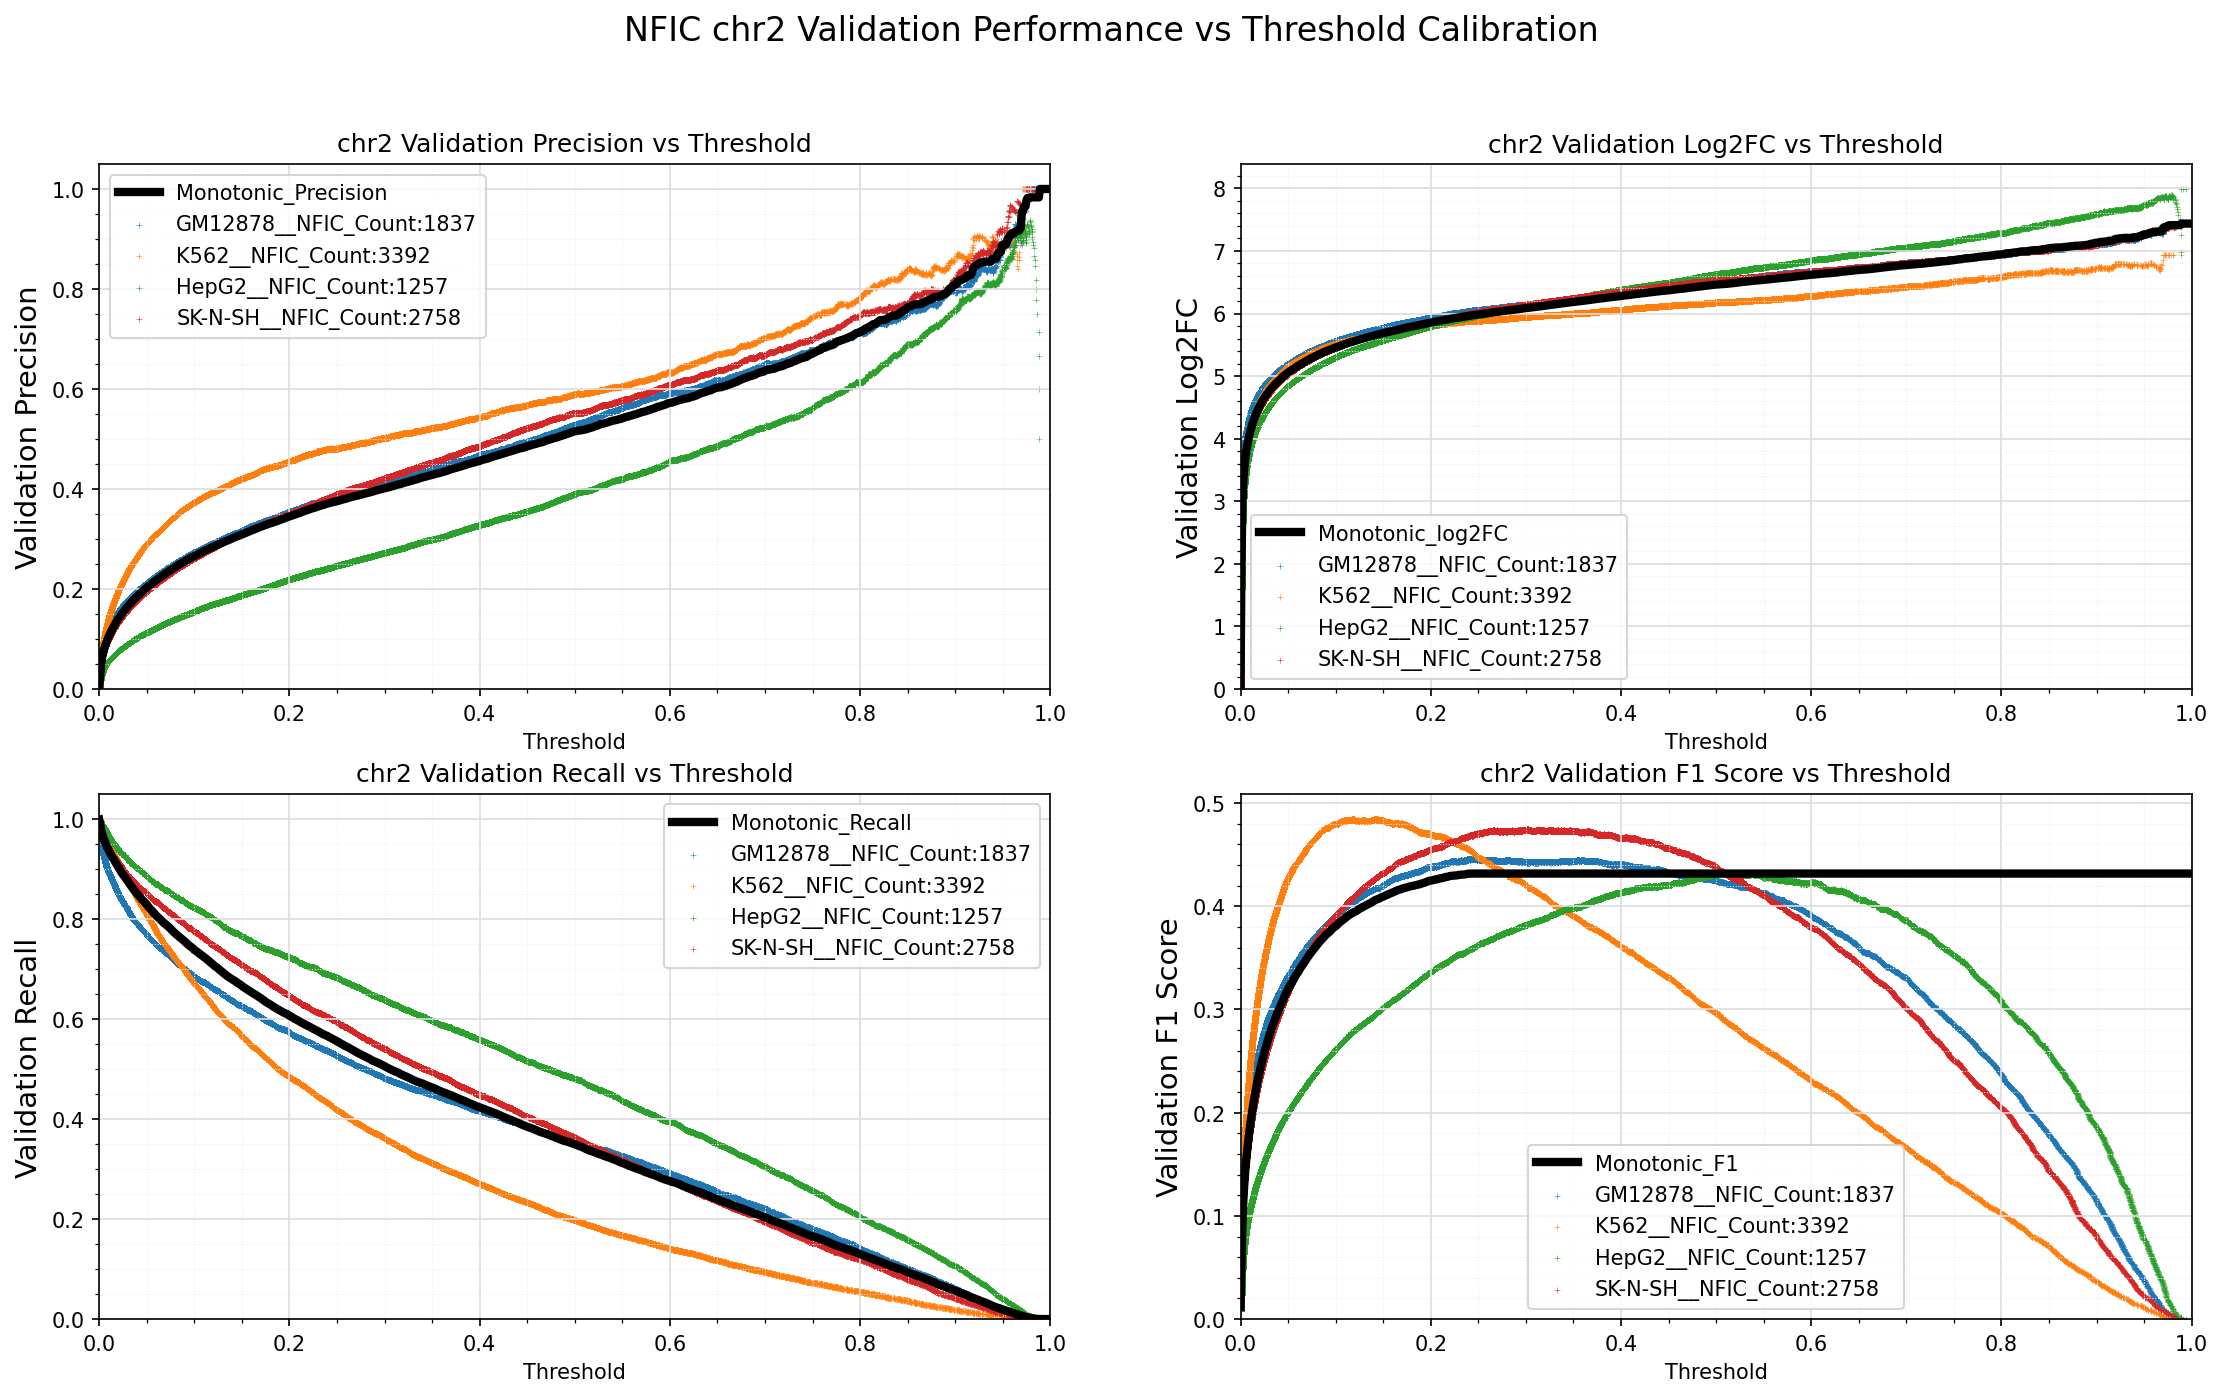 NFIC chr2 Validation Performance vs Threshold Calibration
chr2 Validation Precision vs Threshold
Validation Precision
1.0
0.8
0.6
0.4
0.2
0.0
Monotonic_Precision
GM12878__NFIC_Count:1837
K562__NFIC_Count:3392
HepG2__NFIC_Count:1257
SK-N-SH__NFIC_Count:2758
0.0 0.2 0.4 0.6 0.8 1.0
Threshold
chr2 Validation Log2FC vs Threshold
Validation Log2FC
8
7
6
5
4
3
2
1
0
Monotonic_log2FC
GM12878__NFIC_Count:1837
K562__NFIC_Count:3392
HepG2__NFIC_Count:1257
SK-N-SH__NFIC_Count:2758
0.0 0.2 0.4 0.6 0.8 1.0
Threshold
chr2 Validation Recall vs Threshold
Validation Recall
1.0
0.8
0.6
0.4
0.2
0.0
Monotonic_Recall
GM12878__NFIC_Count:1837
K562__NFIC_Count:3392
HepG2__NFIC_Count:1257
SK-N-SH__NFIC_Count:2758
0.0 0.2 0.4 0.6 0.8 1.0
Threshold
chr2 Validation F1 Score vs Threshold
Validation F1 Score
0.5
0.4
0.3
0.2
0.1
0.0
Monotonic_F1
GM12878__NFIC_Count:1837
K562__NFIC_Count:3392
HepG2__NFIC_Count:1257
SK-N-SH__NFIC_Count:2758
0.0 0.2 0.4 0.6 0.8 1.0
Threshold